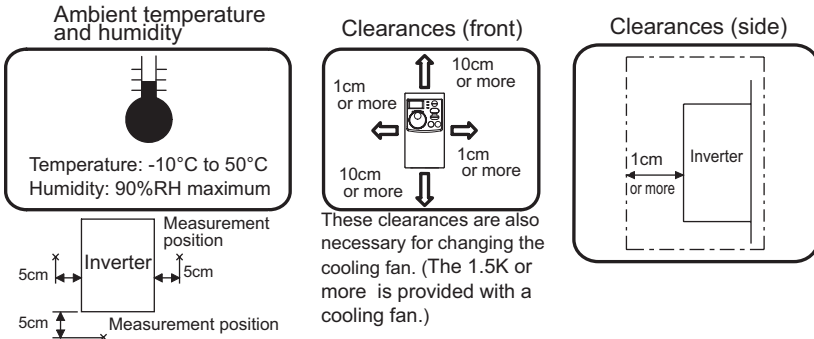 Ambient temperature
and humidity
Temperature: -10°C to 50°C
Humidity: 90%RH maximum
Measurement
position
5cm
Inverter
5cm
5cm
Measurement position
Clearances (front)
10cm
or more
1cm
or more
1cm
or more
10cm
or more
These clearances are also
necessary for changing the
cooling fan. (The 1.5K or
more is provided with a
cooling fan.)
Clearances (side)
1cm
or more
Inverter